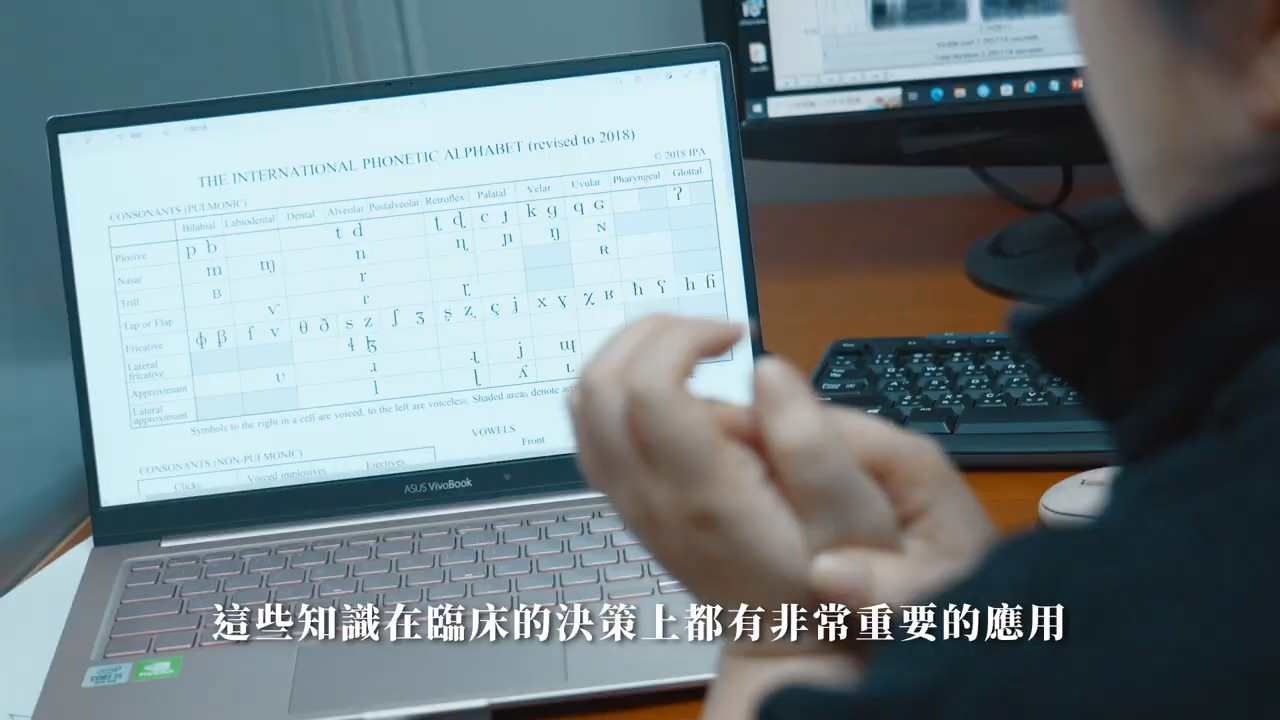 THE INTERNATIONAL PHONETIC ALPHABET (revised to 2018)
© 2018 IPA
CONSONANTS (PULMONIC)
Bilabial Labiodental Dental Alveolar Postalveolar Retroflex Palatal Velar Uvular Pharyngeal Glottal
Plosive p b t d ʈ ɖ c ɟ k ɡ q ɢ ʔ
Nasal m ɱ n ɳ ɲ ŋ ɴ
Trill ʙ r ʀ
Tap or Flap ⱱ ɾ ɽ
Fricative ɸ β f v θ ð s z ʃ ʒ ʂ ʐ ç ʝ x ɣ χ ʁ ħ ʕ h ɦ
Lateral fricative ɬ ɮ
Approximant ʋ ɹ ɻ j ɰ
Lateral approximant l ɭ ʎ ʟ
Symbols to the right in a cell are voiced, to the left are voiceless. Shaded areas denote
CONSONANTS (NON-PULMONIC)
VOWELS
Clicks Voiced implosives Ejectives
Front
ASUS VivoBook
這些知識在臨床的決策上都有非常重要的應用